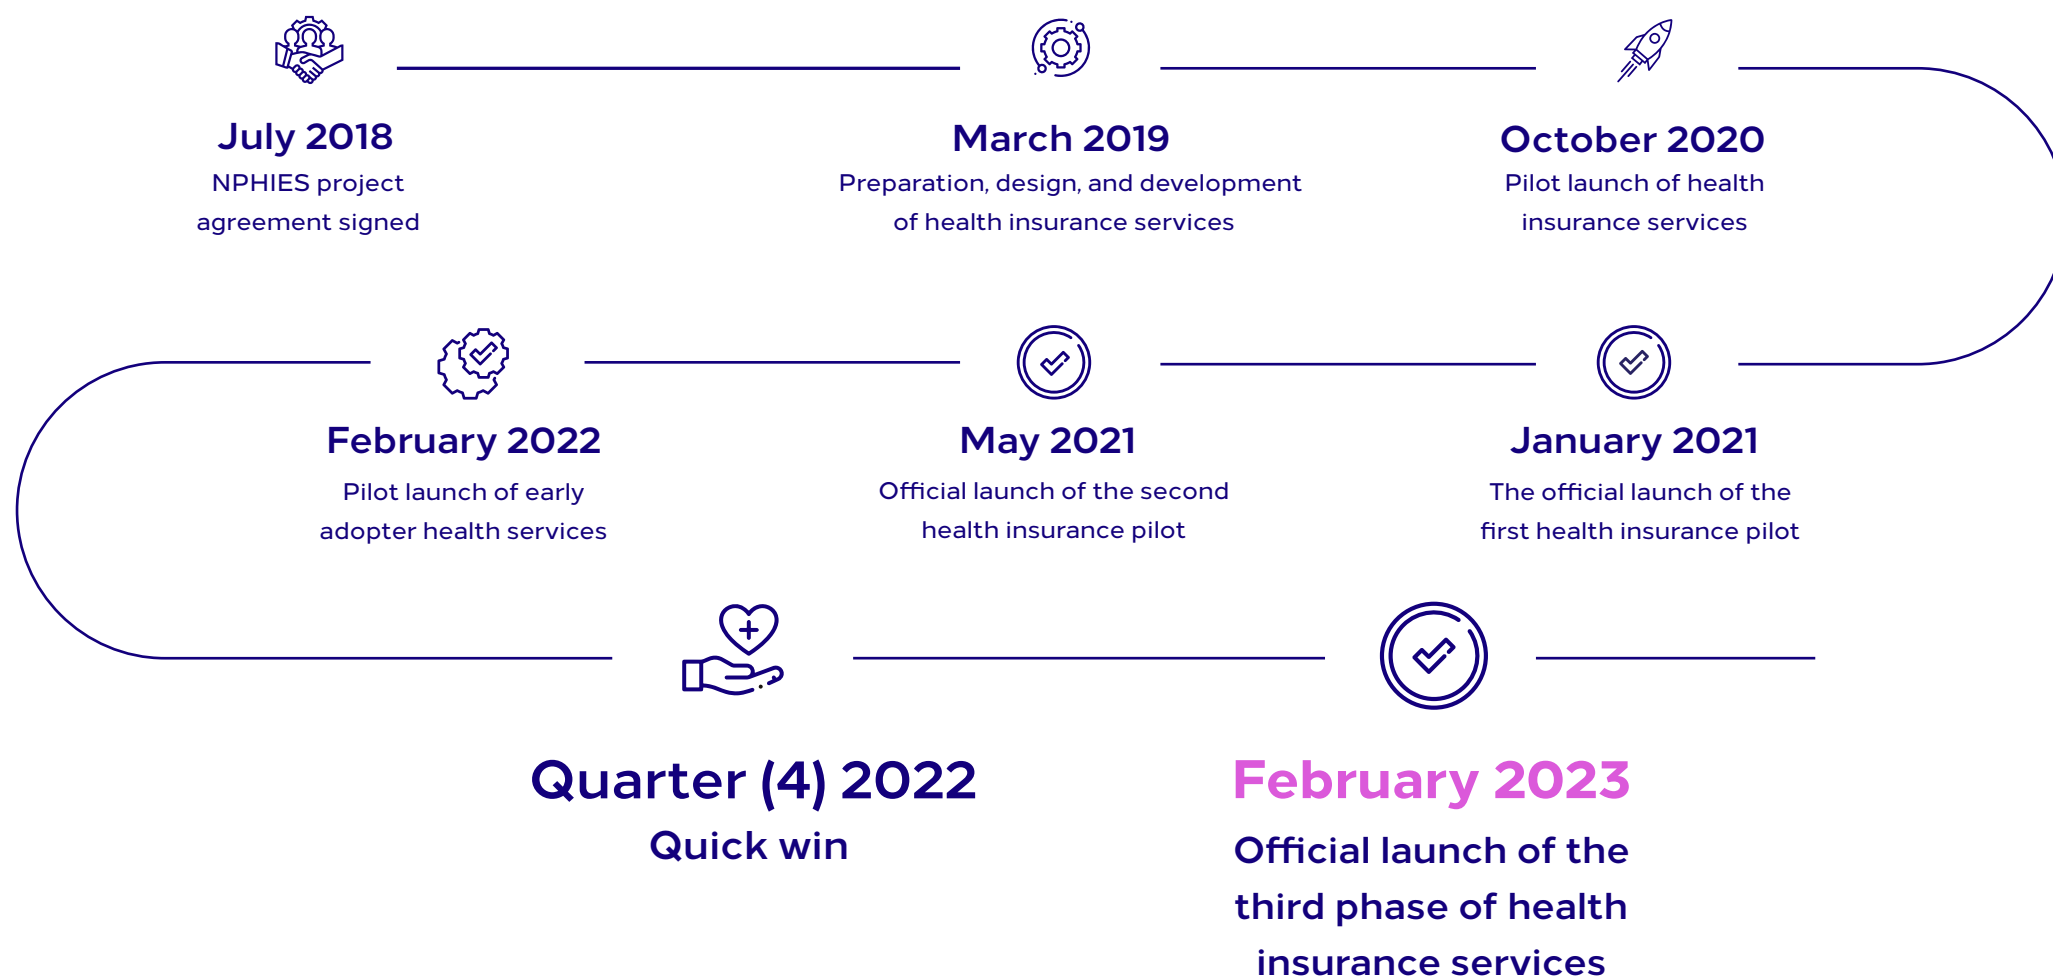 July 2018
NPHIES project
agreement signed
March 2019
Preparation, design, and development
of health insurance services
October 2020
Pilot launch of health
insurance services
January 2021
The official launch of the
first health insurance pilot
May 2021
Official launch of the second
health insurance pilot
February 2022
Pilot launch of early
adopter health services
Quarter (4) 2022
Quick win
February 2023
Official launch of the
third phase of health
insurance services